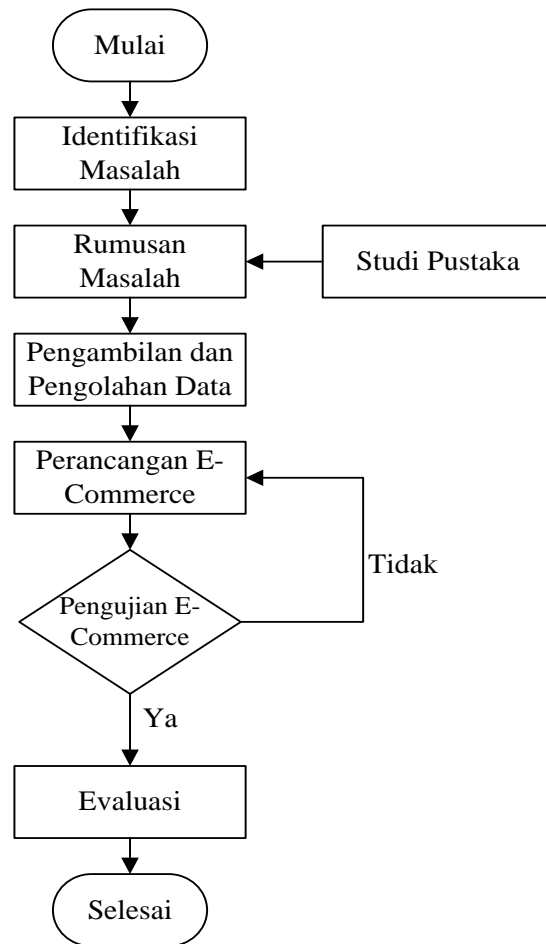 Mulai
Identifikasi
Masalah
Rumusan
Masalah
Studi Pustaka
Pengambilan dan
Pengolahan Data
Perancangan E-
Commerce
Tidak
Pengujian E-
Commerce
Ya
Evaluasi
Selesai